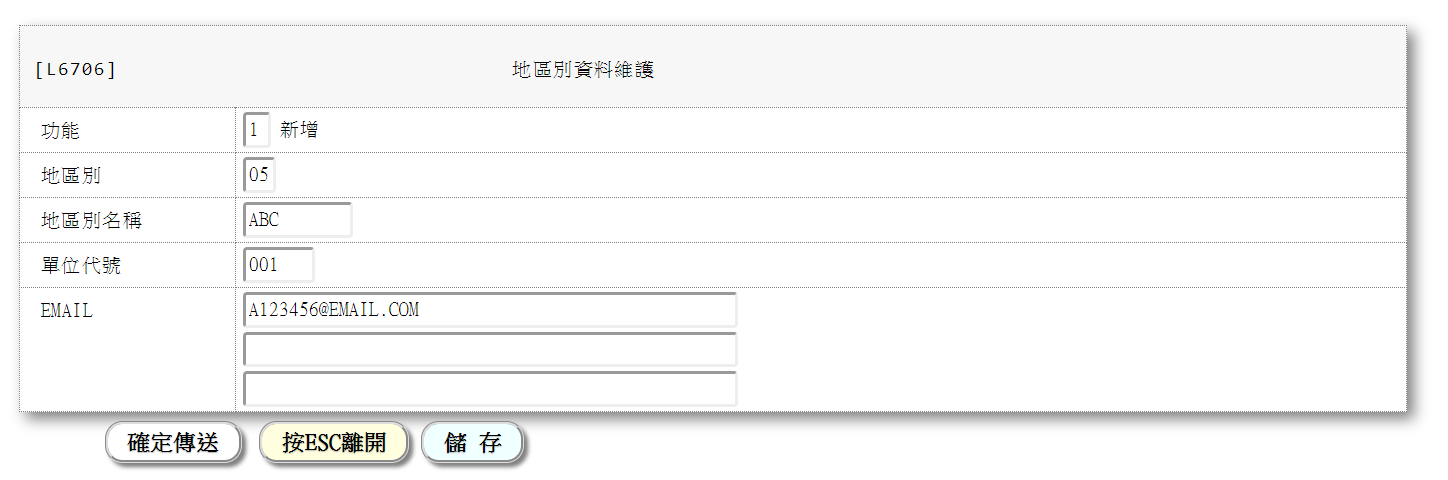 [L6706] 地區別資料維護
功能 1 新增
地區別 05
地區別名稱 ABC
單位代號 001
EMAIL A123456@EMAIL.COM
確定傳送 按ESC離開 儲 存